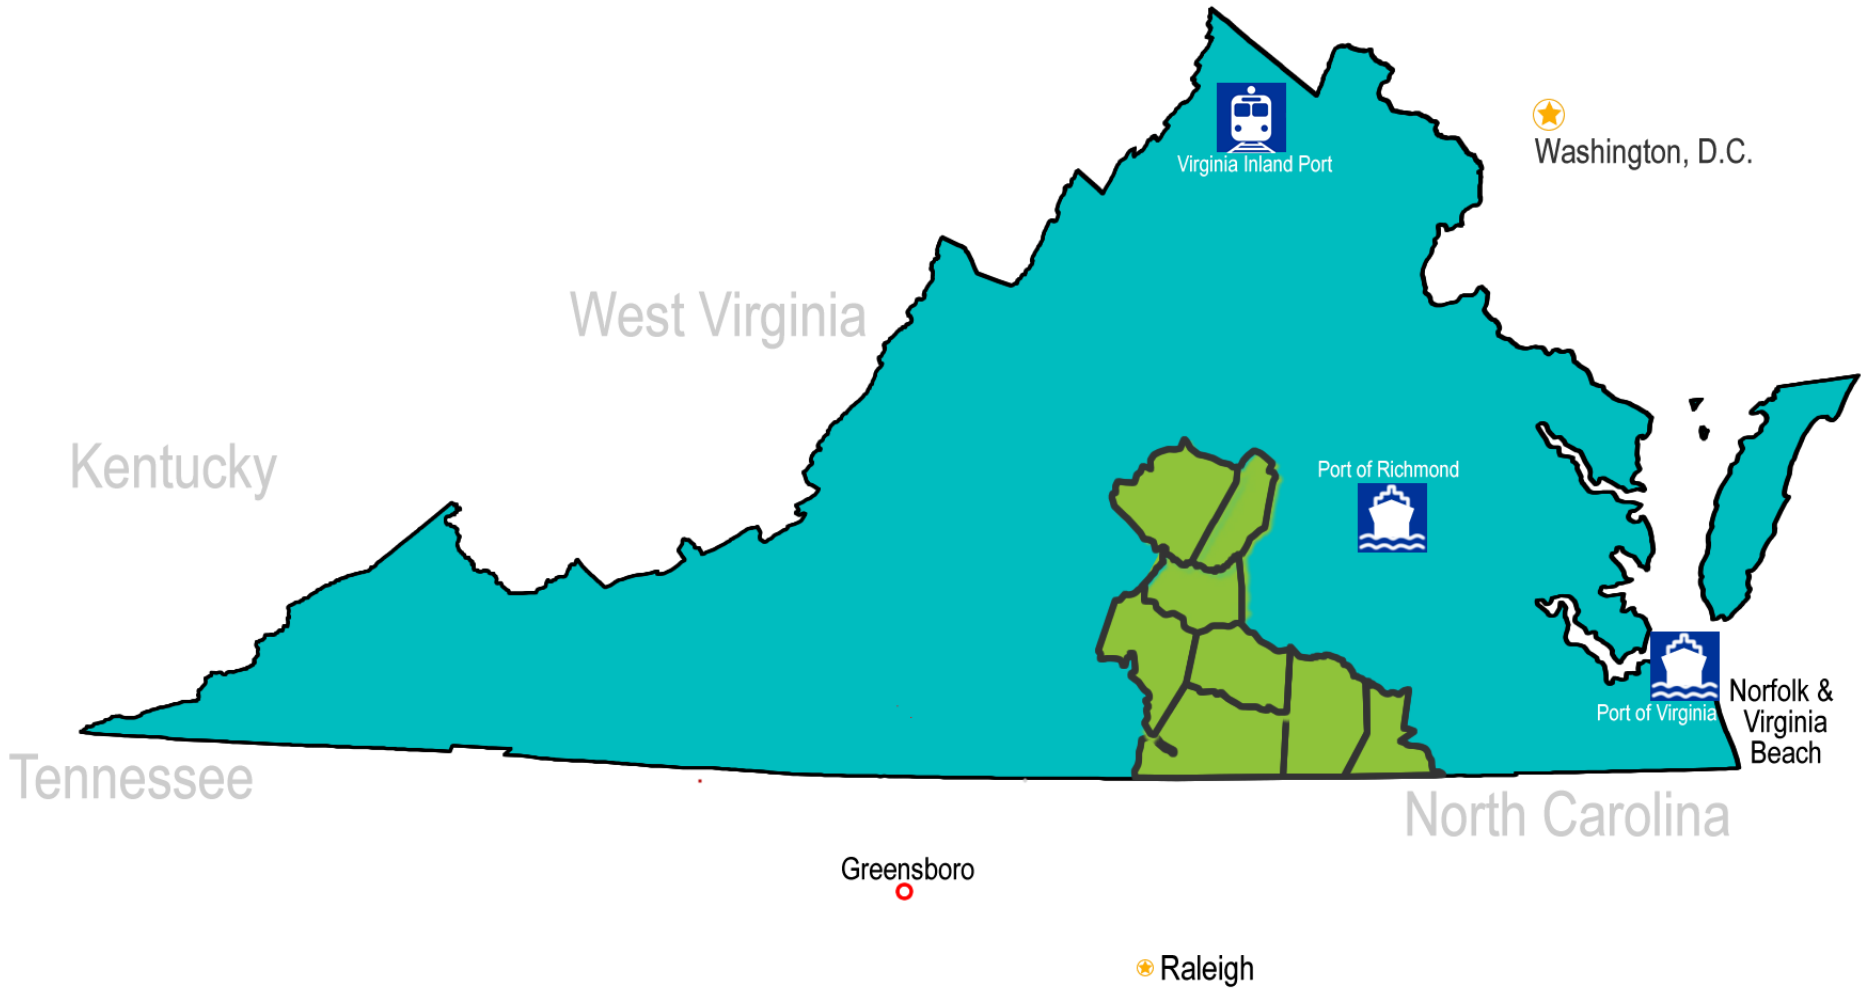 Washington, D.C.
Virginia Inland Port
West Virginia
Kentucky
Port of Richmond
Norfolk &
Virginia
Beach
Port of Virginia
Tennessee
North Carolina
Greensboro
Raleigh